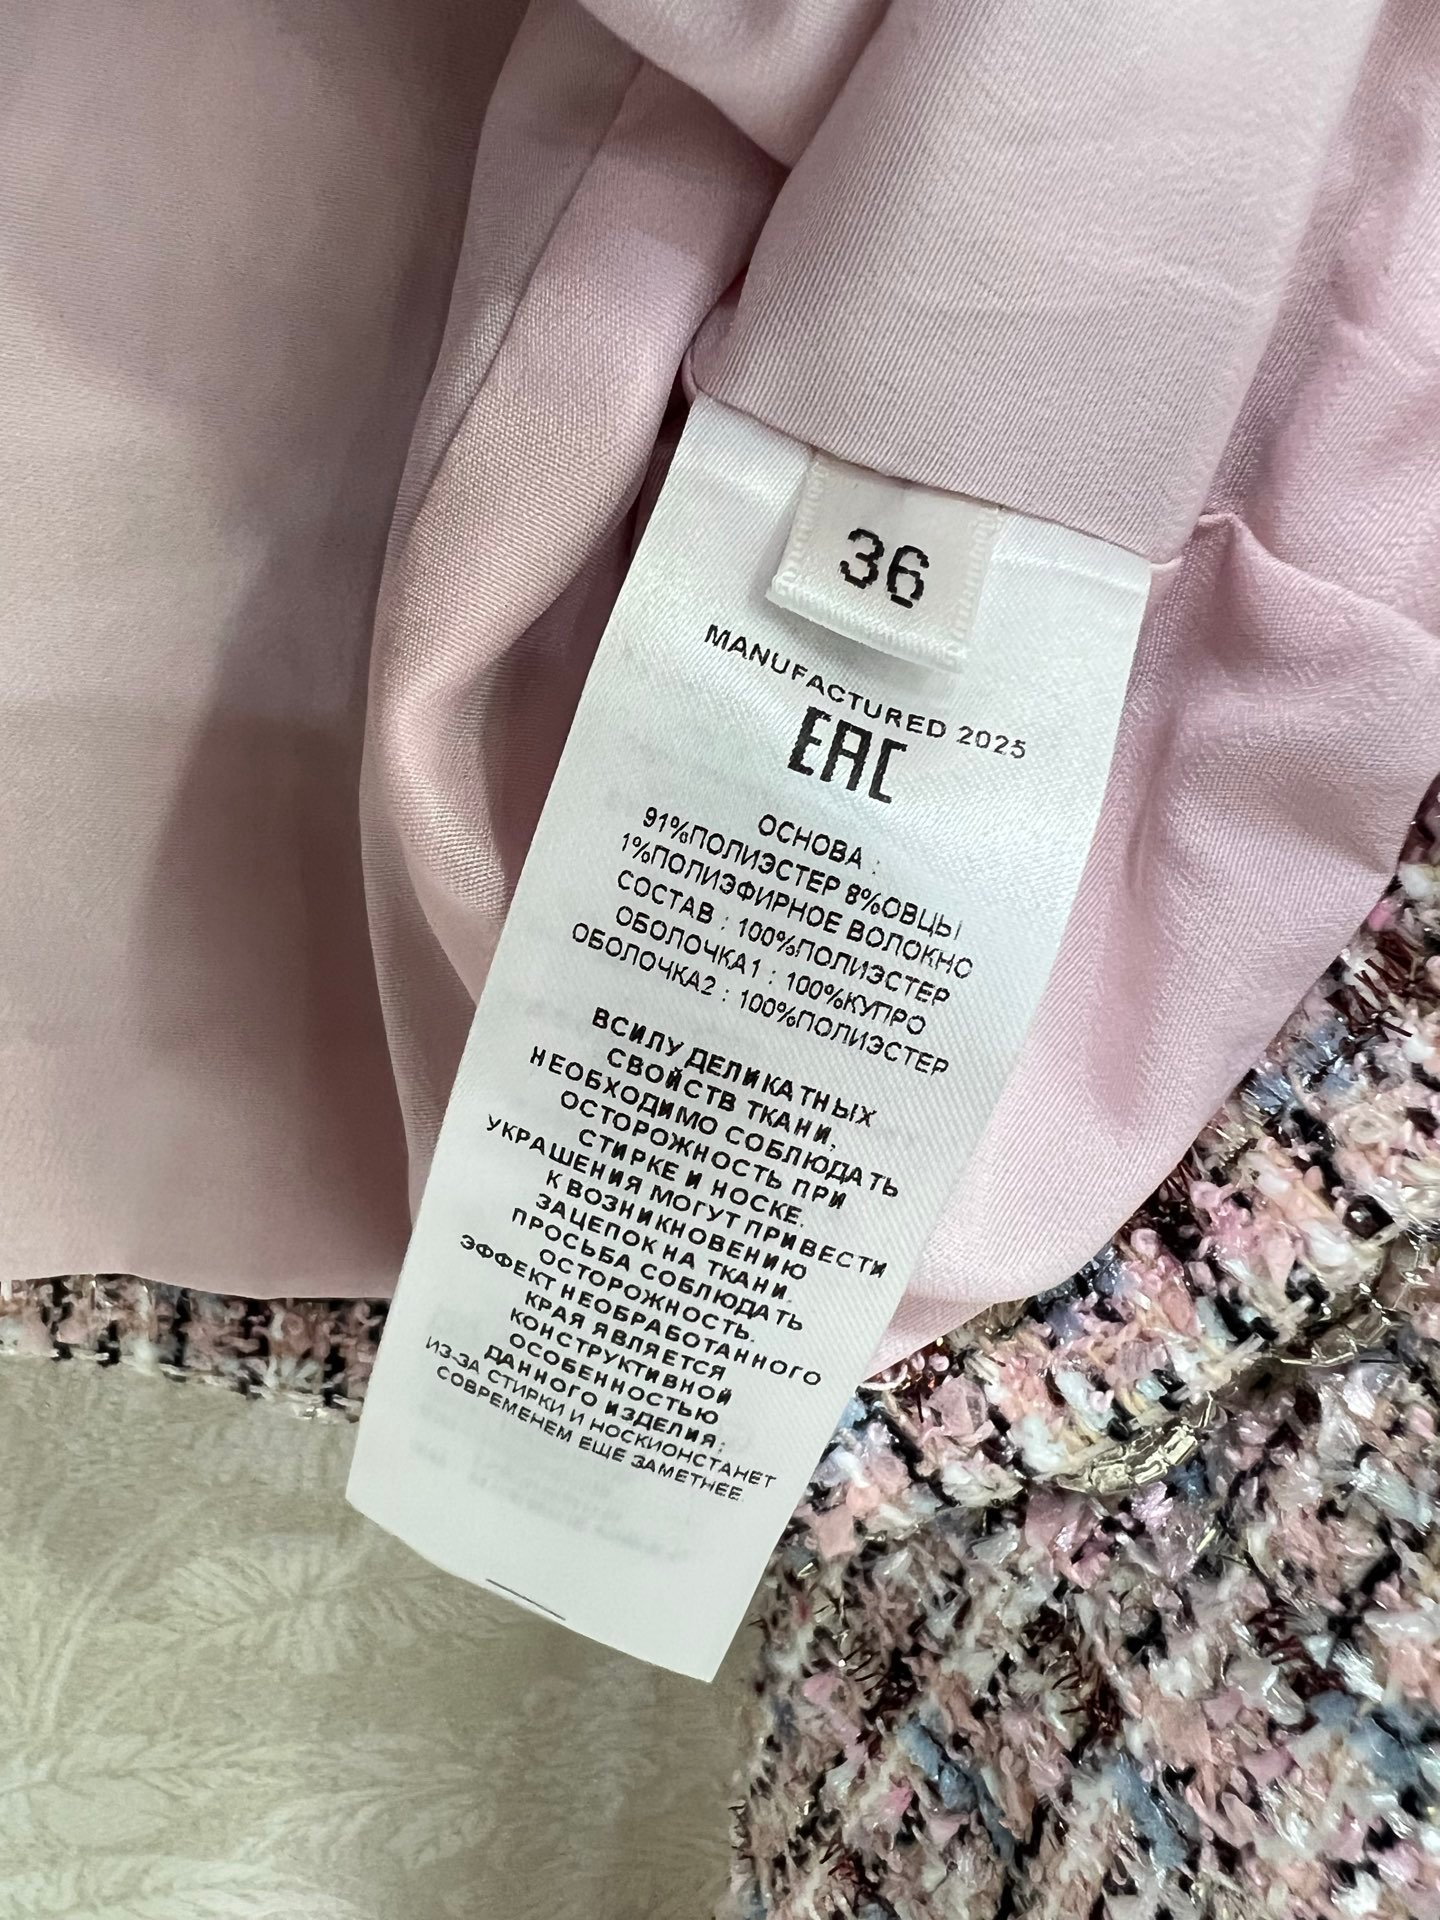 36
MANUFACTURED 2025
EAC
ОСНОВА :
91%ПОЛИЭСТЕР 8%ОВЦЫ
1%ПОЛИЭФИРНОЕ ВОЛОКНО
СОСТАВ : 100%ПОЛИЭСТЕР
ОБОЛОЧКА1 : 100%КУПРО
ОБОЛОЧКА2 : 100%ПОЛИЭСТЕР
ВСИЛУ ДЕЛИКАТНЫХ
СВОЙСТВ ТКАНИ,
НЕОБХОДИМО СОБЛЮДАТЬ
ОСТОРОЖНОСТЬ ПРИ
СТИРКЕ И НОСКЕ.
УКРАШЕНИЯ МОГУТ ПРИВЕСТИ
К ВОЗНИКНОВЕНИЮ
ЗАЦЕПОК НА ТКАНИ.
ПРОСЬБА СОБЛЮДАТЬ
ОСТОРОЖНОСТЬ.
ЭФФЕКТ НЕОБРАБОТАННОГО
КРАЯ ЯВЛЯЕТСЯ
КОНСТРУКТИВНОЙ
ОСОБЕННОСТЬЮ
ДАННОГО ИЗДЕЛИЯ;
ИЗ-ЗА СТИРКИ И НОСКИОНСТАНЕТ
СОВРЕМЕНЕМ ЕЩЕ ЗАМЕТНЕЕ.